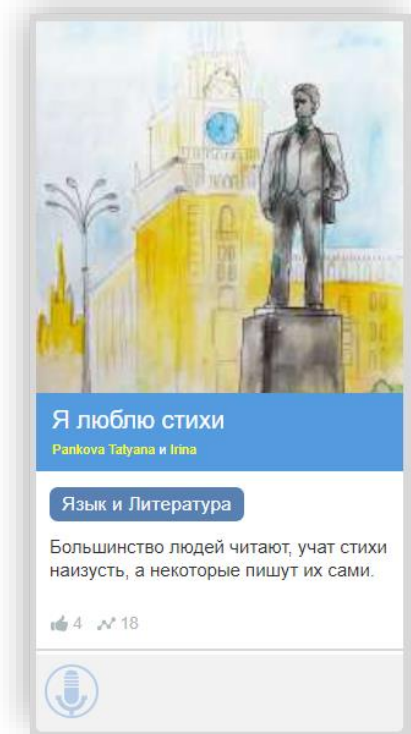 Я люблю стихи
Pankova Tatyana и Irina
Язык и Литература
Большинство людей читают, учат стихи
наизусть, а некоторые пишут их сами.
4 18